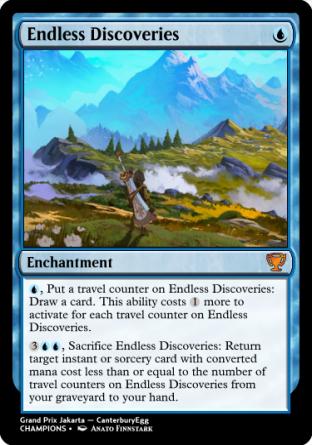 Endless Discoveries
Enchantment
, Put a travel counter on Endless Discoveries:
Draw a card. This ability costs 1 more to
activate for each travel counter on Endless
Discoveries.
3, Sacrifice Endless Discoveries: Return
target instant or sorcery card with converted
mana cost less than or equal to the number of
travel counters on Endless Discoveries from
your graveyard to your hand.
Grand Prix Jakarta — CanterburyEgg
CHAMPIONS • Anato Finnstark